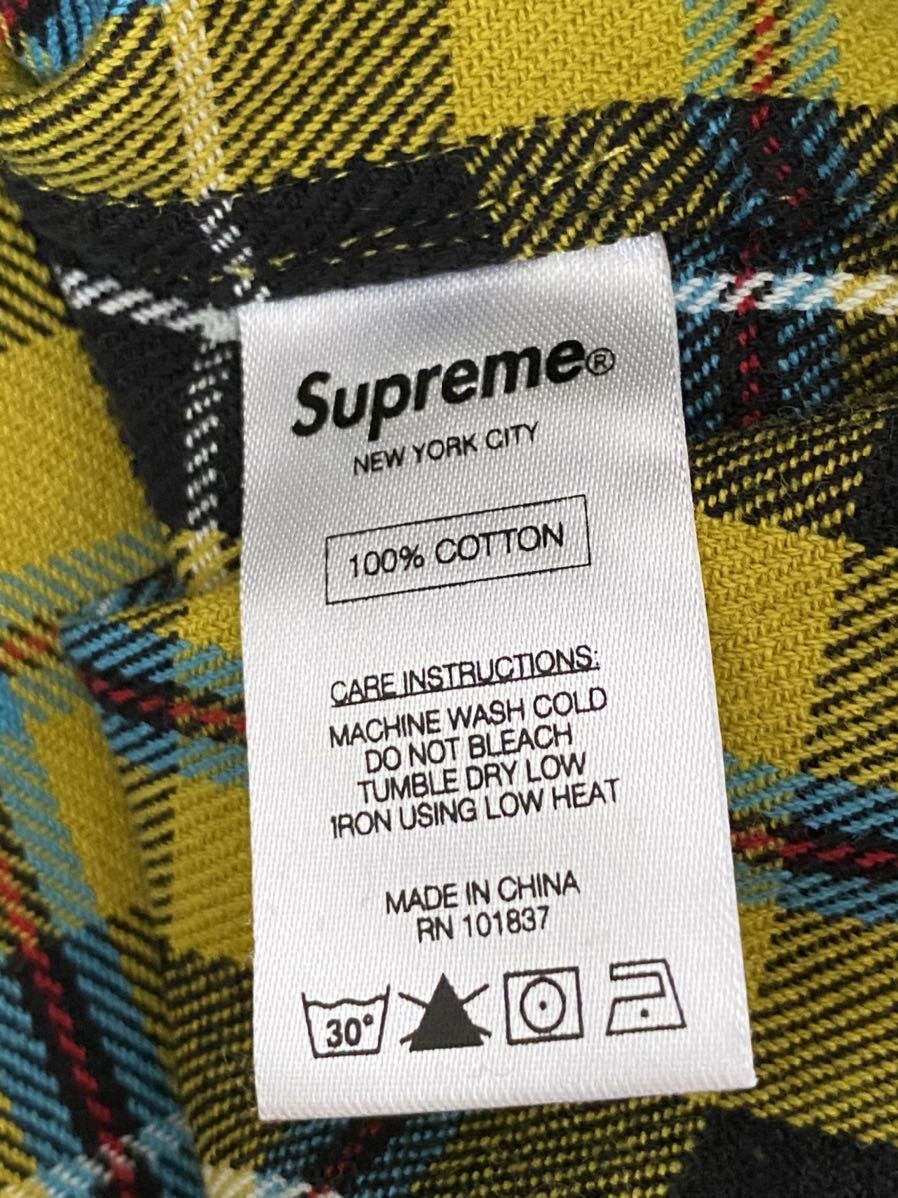 Supreme®
NEW YORK CITY
100% COTTON
CARE INSTRUCTIONS:
MACHINE WASH COLD
DO NOT BLEACH
TUMBLE DRY LOW
IRON USING LOW HEAT
MADE IN CHINA
RN 101837
30°